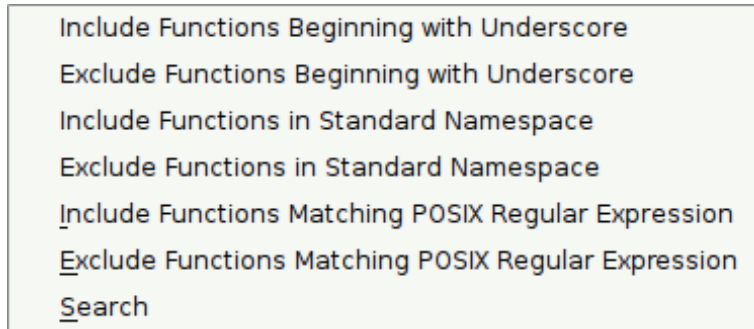 Include Functions Beginning with Underscore
Exclude Functions Beginning with Underscore
Include Functions in Standard Namespace
Exclude Functions in Standard Namespace
Include Functions Matching POSIX Regular Expression
Exclude Functions Matching POSIX Regular Expression
Search